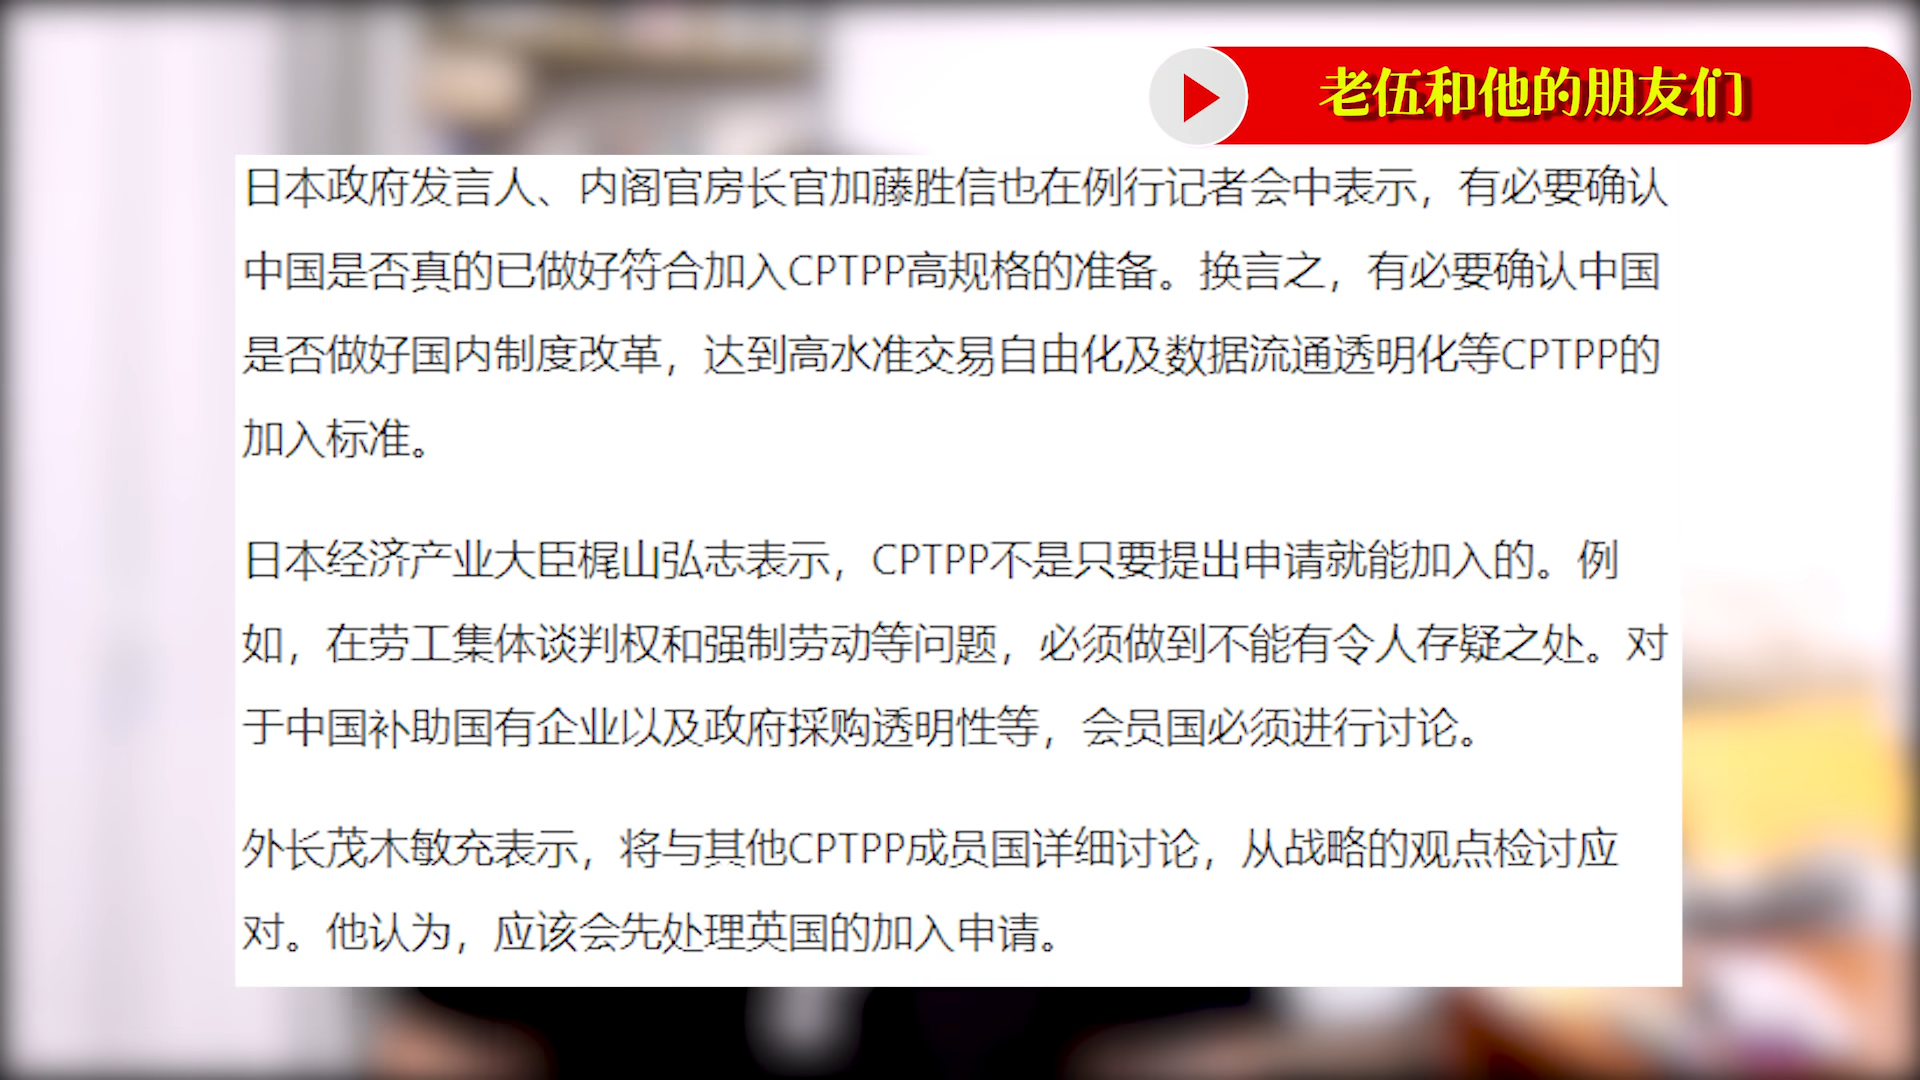 老伍和他的朋友们
日本政府发言人、内阁官房长官加藤胜信也在例行记者会中表示，有必要确认
中国是否真的已做好符合加入CPTPP高规格的准备。换言之，有必要确认中国
是否做好国内制度改革，达到高水准交易自由化及数据流通透明化等CPTPP的
加入标准。
日本经济产业大臣梶山弘志表示，CPTPP不是只要提出申请就能加入的。例
如，在劳工集体谈判权和强制劳动等问题，必须做到不能有令人存疑之处。对
于中国补助国有企业以及政府採购透明性等，会员国必须进行讨论。
外长茂木敏充表示，将与其他CPTPP成员国详细讨论，从战略的观点检讨应
对。他认为，应该会先处理英国的加入申请。